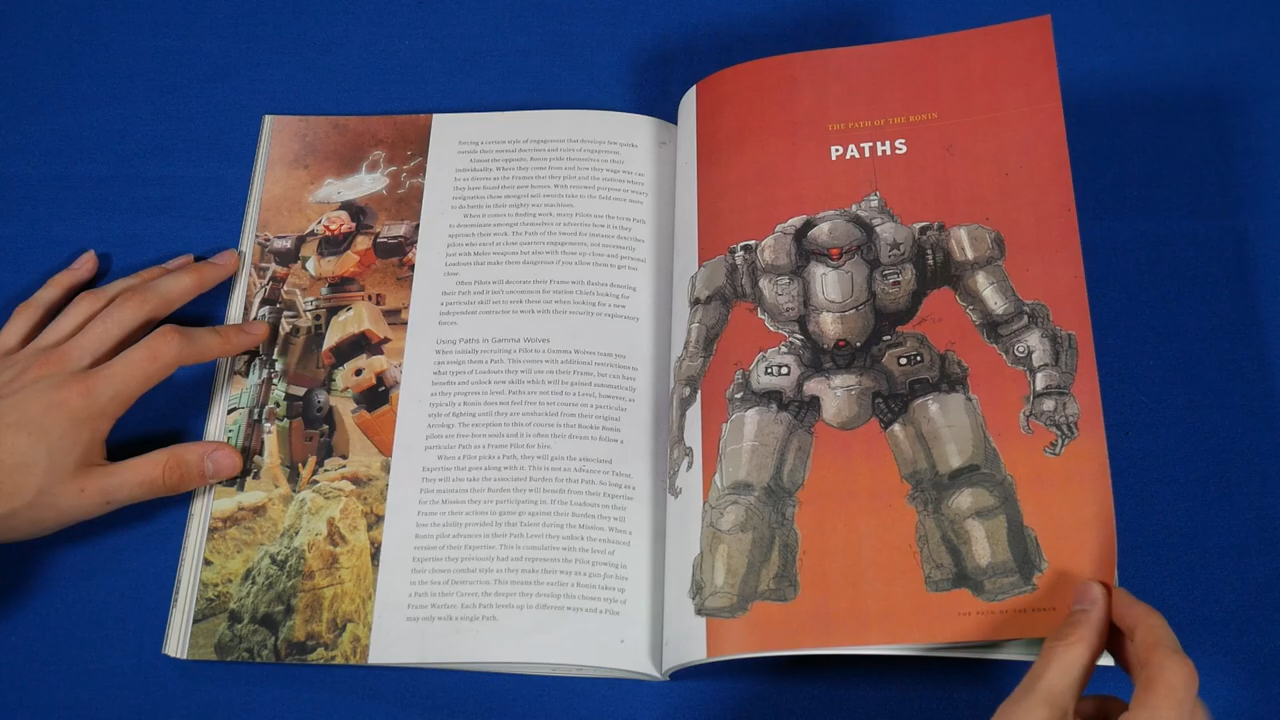 forcing a certain style of engagement that develops few quirks
outside their normal doctrines and rules of engagement.
Almost the opposite, Ronin pride themselves on their
individuality. Where they come from and how they wage war can
be as diverse as the Frames that they pilot and the stations where
they have found their new homes. With renewed purpose or weary
resignation these mongrel sell-swords take to the field once more
to do battle in their mighty war machines.
When it comes to finding work, many Pilots use the term Path
to denominate amongst themselves or advertise how it is they
approach their work. The Path of the Sword for instance describes
pilots who excel at close quarters engagements, not necessarily
just with Melee weapons but also with those up-close-and-personal
Loadouts that make them dangerous if you allow them to get too
close.
Often Pilots will decorate their Frame with flashes denoting
their Path and it isn't uncommon for station Chiefs looking for
a particular skill set to seek these out when looking for a new
independent contractor to work with their security or exploratory
forces.
Using Paths in Gamma Wolves
When initially recruiting a Pilot to a Gamma Wolves team you
can assign them a Path. This comes with additional restrictions to
what types of Loadouts they will use on their Frame, but can have
benefits and unlock new skills which will be gained automatically
as they progress to level. Paths are not tied to a Level, however, as
typically a Ronin does not feel free to set course on a particular
style of fighting until they are unshackled from their original
Arcology. The exception to this of course is that Rookie Ronin
pilots are free-born souls and it is often their dream to follow a
particular Path as a Frame Pilot for hire.
When a Pilot picks a Path, they will gain the associated
Expertise that goes along with it. This is not an Advance or Talent.
They will also take the associated Burden for that Path. So long as a
Pilot maintains their Burden they will benefit from their Expertise
for the Mission they are participating in. If the Loadouts on their
Frame or their actions in-game go against their Burden they will
lose the ability provided by that Talent during the Mission. When a
Ronin pilot advances in their Path Level they unlock the enhanced
version of their Expertise. This is cumulative with the level of
Expertise they previously had and represents the Pilot growing in
their chosen combat style as they make their way as a gun-for-hire
in the Sea of Destruction. This means the earlier a Ronin takes up
a Path in their Career, the deeper they develop this chosen style of
Frame Warfare. Each Path levels up in different ways and a Pilot
may only walk a single Path.
THE PATH OF THE RONIN
PATHS
THE PATH OF THE RONIN